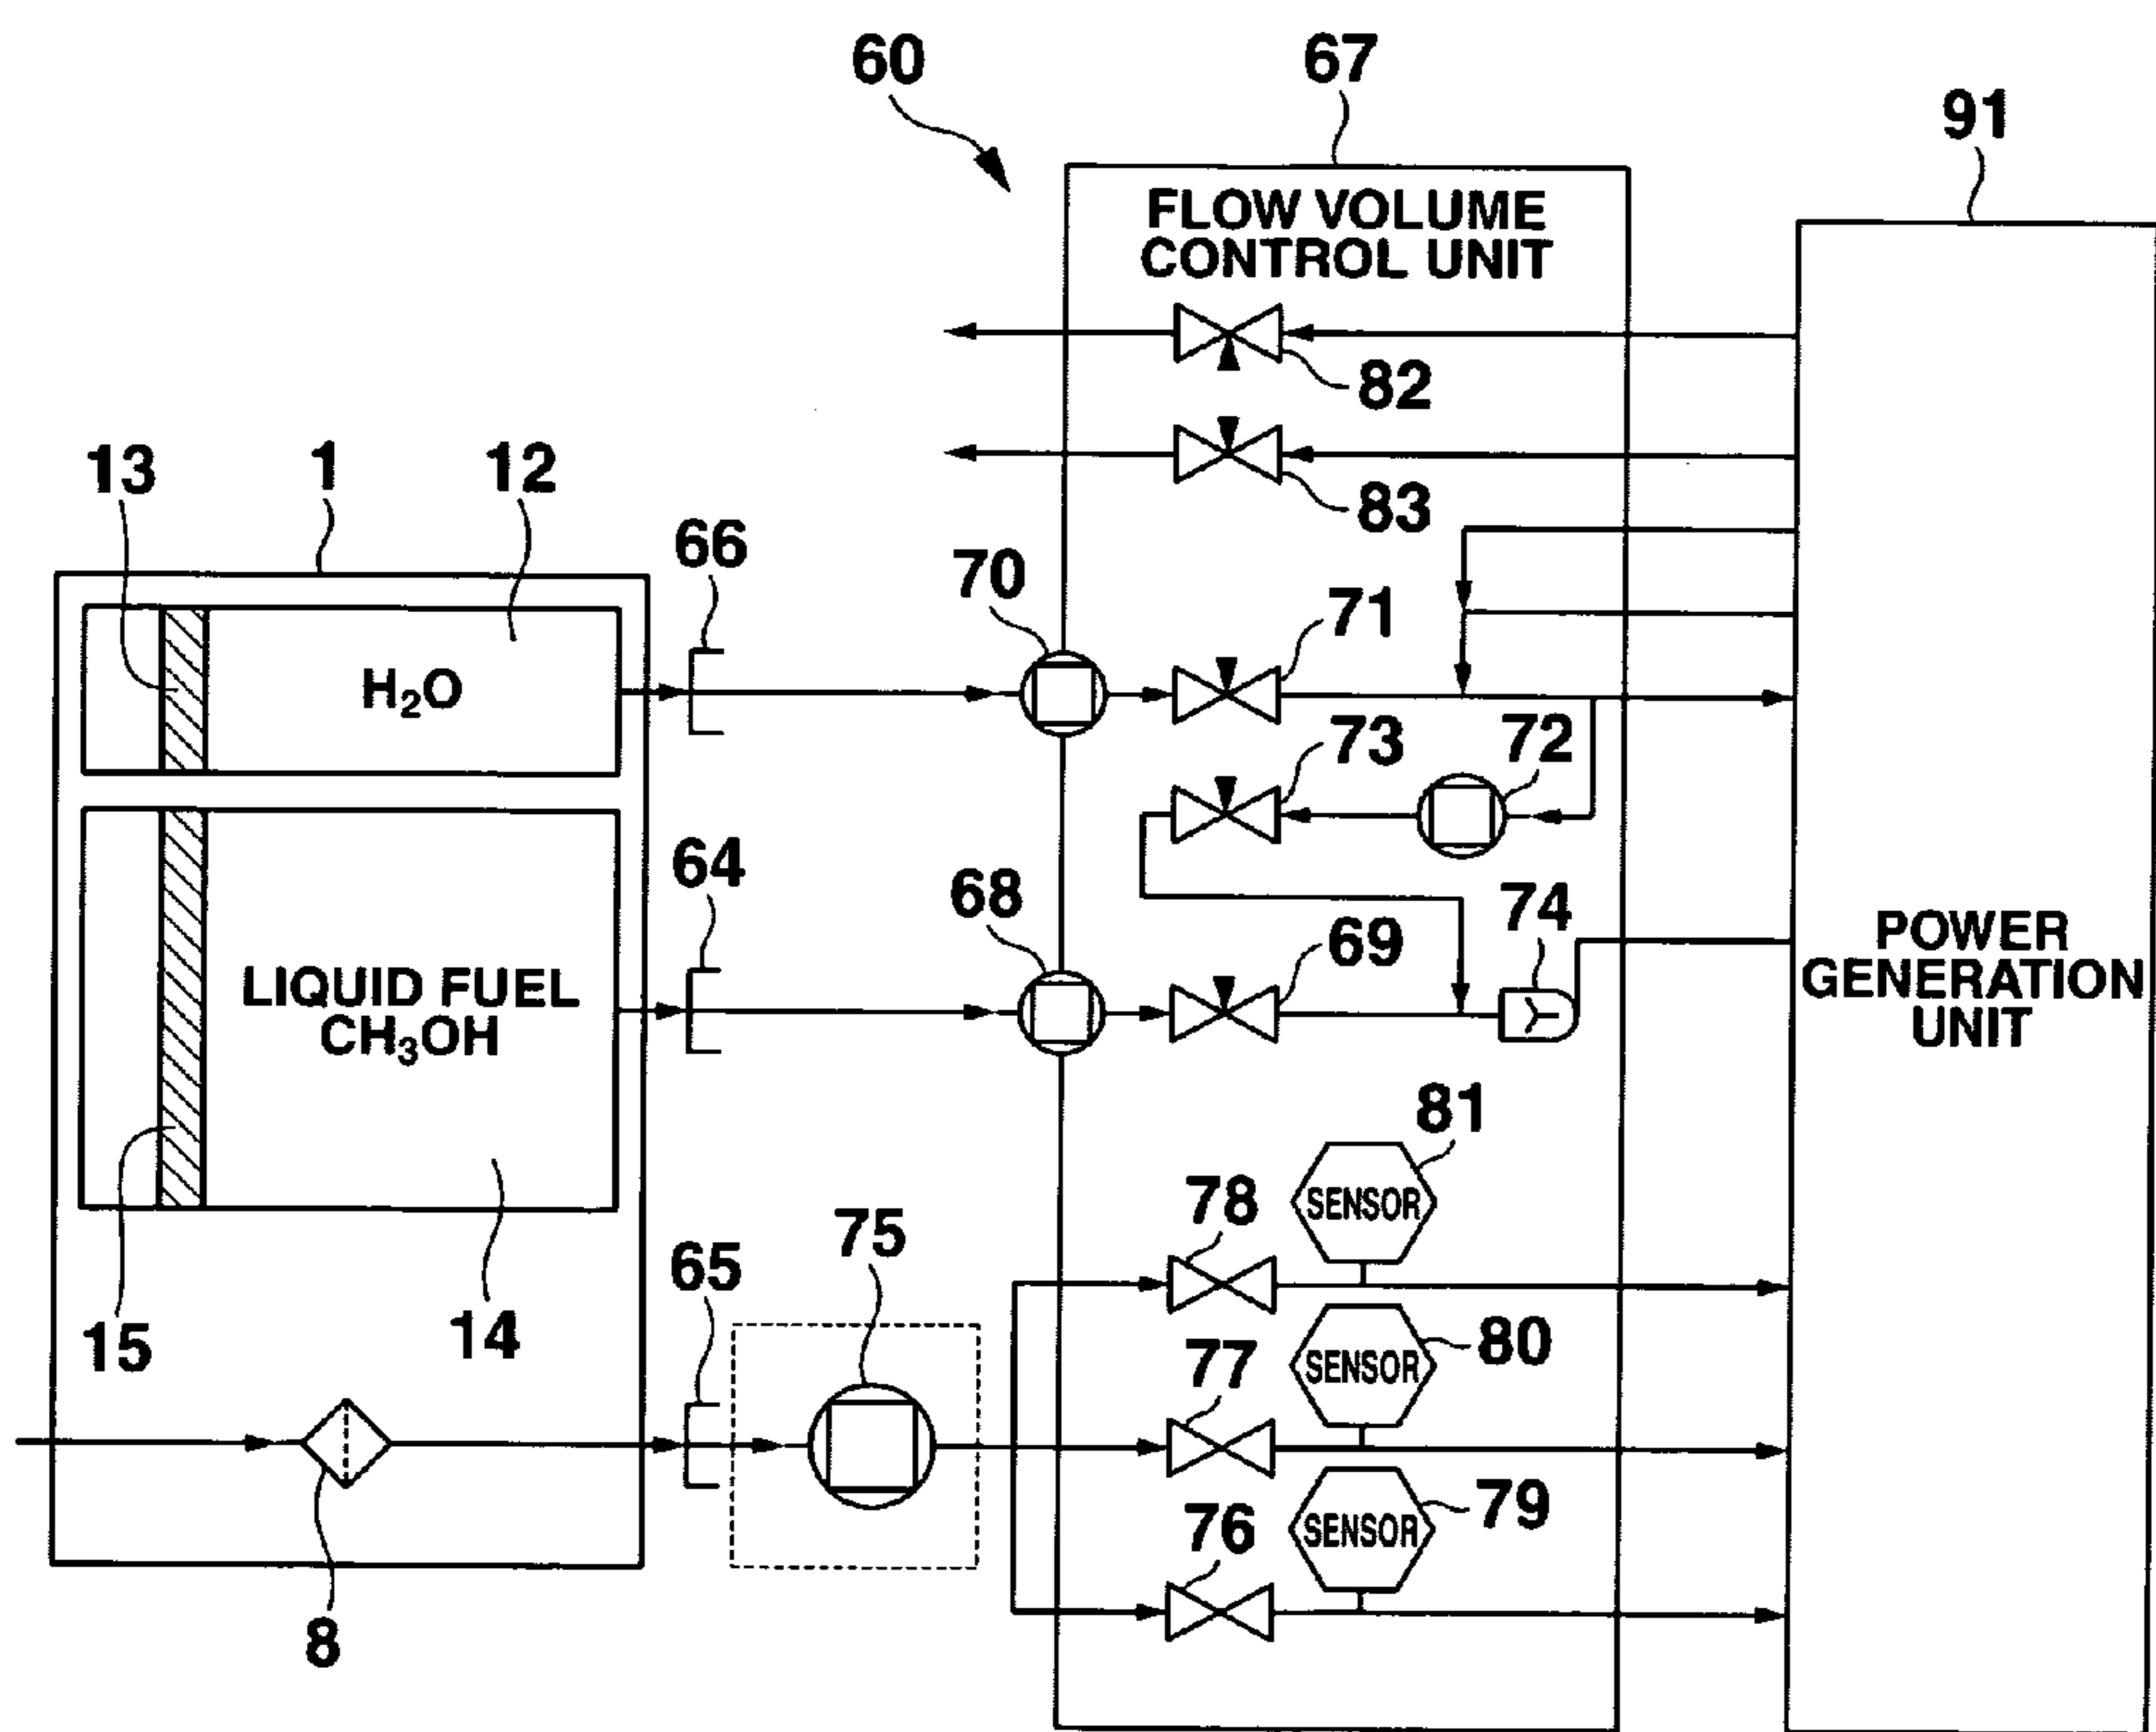 60
67
91
FLOW VOLUME
CONTROL UNIT
82
13
1
12
83
66
70
71
H₂O
73
72
64
68
69
74
LIQUID FUEL
CH₃OH
POWER
GENERATION
UNIT
81
78
SENSOR
75
65
15
14
77
SENSOR
80
76
SENSOR
79
8